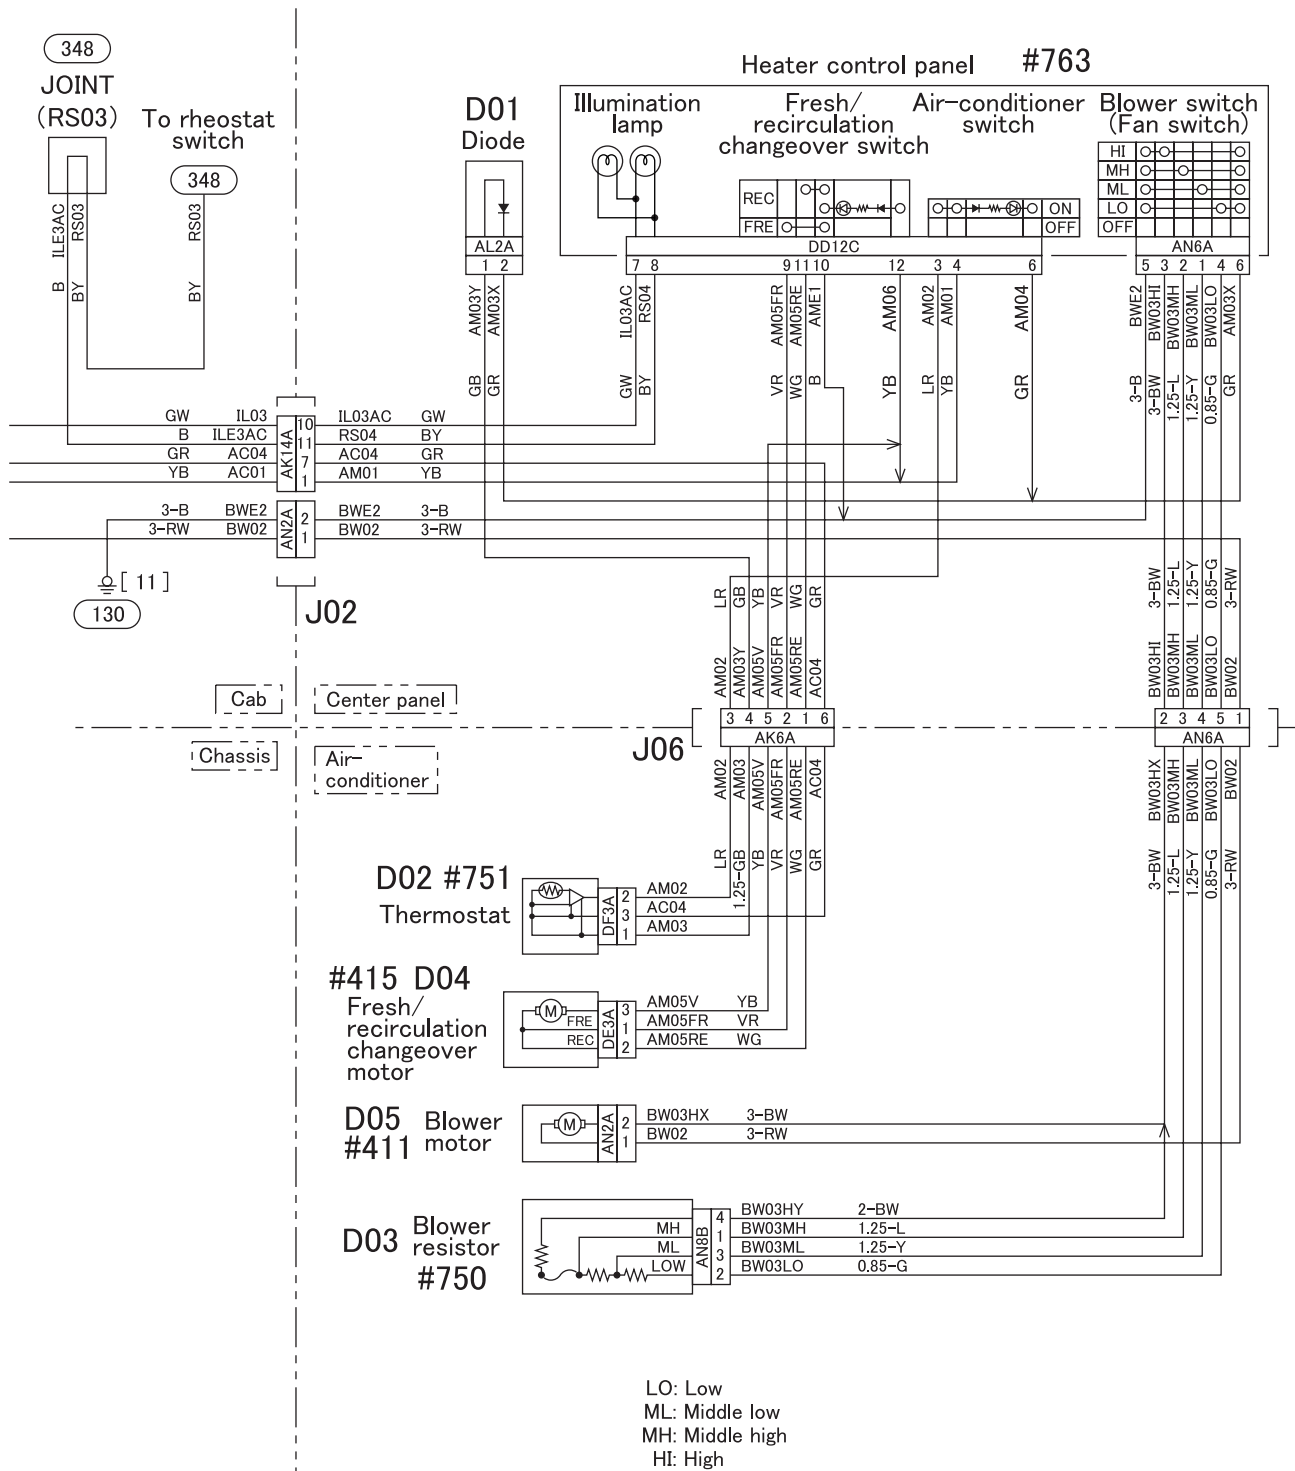 348
JOINT
(RS03)
To rheostat
switch
348
B ILE3AC
BY RS03
BY RS03
Heater control panel #763
D01
Diode
AL2A
1 2
AM03Y
AM03X
GB
GR
Illumination
lamp
Fresh/
recirculation
changeover switch
REC
FRE
Air-conditioner
switch
ON
OFF
Blower switch
(Fan switch)
HI
MH
ML
LO
OFF
DD12C
7 8 9 11 10 12 3 4 6
AN6A
5 3 2 1 4 6
IL03AC
RS04
AM05FR
AM05RE
AME1
AM06
AM02
AM01
AM04
BWE2
BW03HI
BW03MH
BW03ML
BW03LO
AM03X
GW
BY
VR
WG
B
YB
LR
YB
GR
3-B
3-BW
1.25-L
1.25-Y
0.85-G
GR
GW IL03 10 IL03AC GW
B ILE3AC 11 RS04 BY
GR AC04 7 AC04 GR
YB AC01 1 AM01 YB
AK14A
3-B BWE2 2 BWE2 3-B
3-RW BW02 1 BW02 3-RW
AN2A
[ 11 ]
130
J02
LR
GB
YB
VR
WG
GR
3-BW
1.25-L
1.25-Y
0.85-G
3-RW
AM02
AM03Y
AM05V
AM05FR
AM05RE
AC04
BW03HI
BW03MH
BW03ML
BW03LO
BW02
Cab
Center panel
Chassis
Air-
conditioner
J06
3 4 5 2 1 6
AK6A
2 3 4 5 1
AN6A
AM02
AM03
AM05V
AM05FR
AM05RE
AC04
BW03HX
BW03MH
BW03ML
BW03LO
BW02
LR
1.25-GB
YB
VR
WG
GR
3-BW
1.25-L
1.25-Y
0.85-G
3-RW
D02 #751
Thermostat
DF3A
2 AM02
3 AC04
1 AM03
#415 D04
Fresh/
recirculation
changeover
motor
M
FRE
REC
DE3A
3 AM05V YB
1 AM05FR VR
2 AM05RE WG
D05
#411
Blower
motor
M
AN2A
2 BW03HX 3-BW
1 BW02 3-RW
D03
Blower
resistor
#750
MH
ML
LOW
AN8B
4 BW03HY 2-BW
1 BW03MH 1.25-L
3 BW03ML 1.25-Y
2 BW03LO 0.85-G
LO: Low
ML: Middle low
MH: Middle high
HI: High